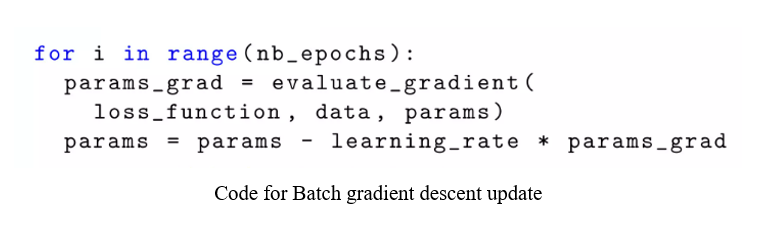 for i in range(nb_epochs):
params_grad = evaluate_gradient(
loss_function, data, params)
params = params - learning_rate * params_grad
Code for Batch gradient descent update